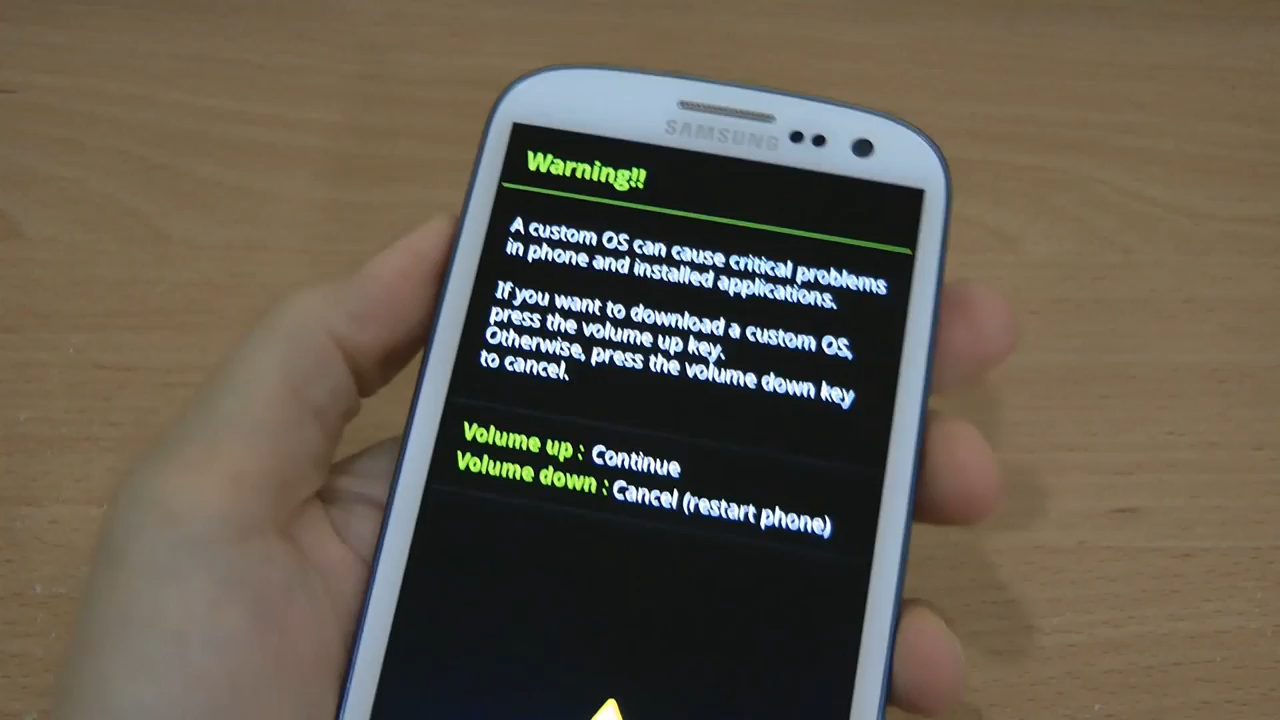 SAMSUNG
Warning!!
A custom OS can cause critical problems
in phone and installed applications.
If you want to download a custom OS,
press the volume up key.
Otherwise, press the volume down key
to cancel.
Volume up : Continue
Volume down : Cancel (restart phone)